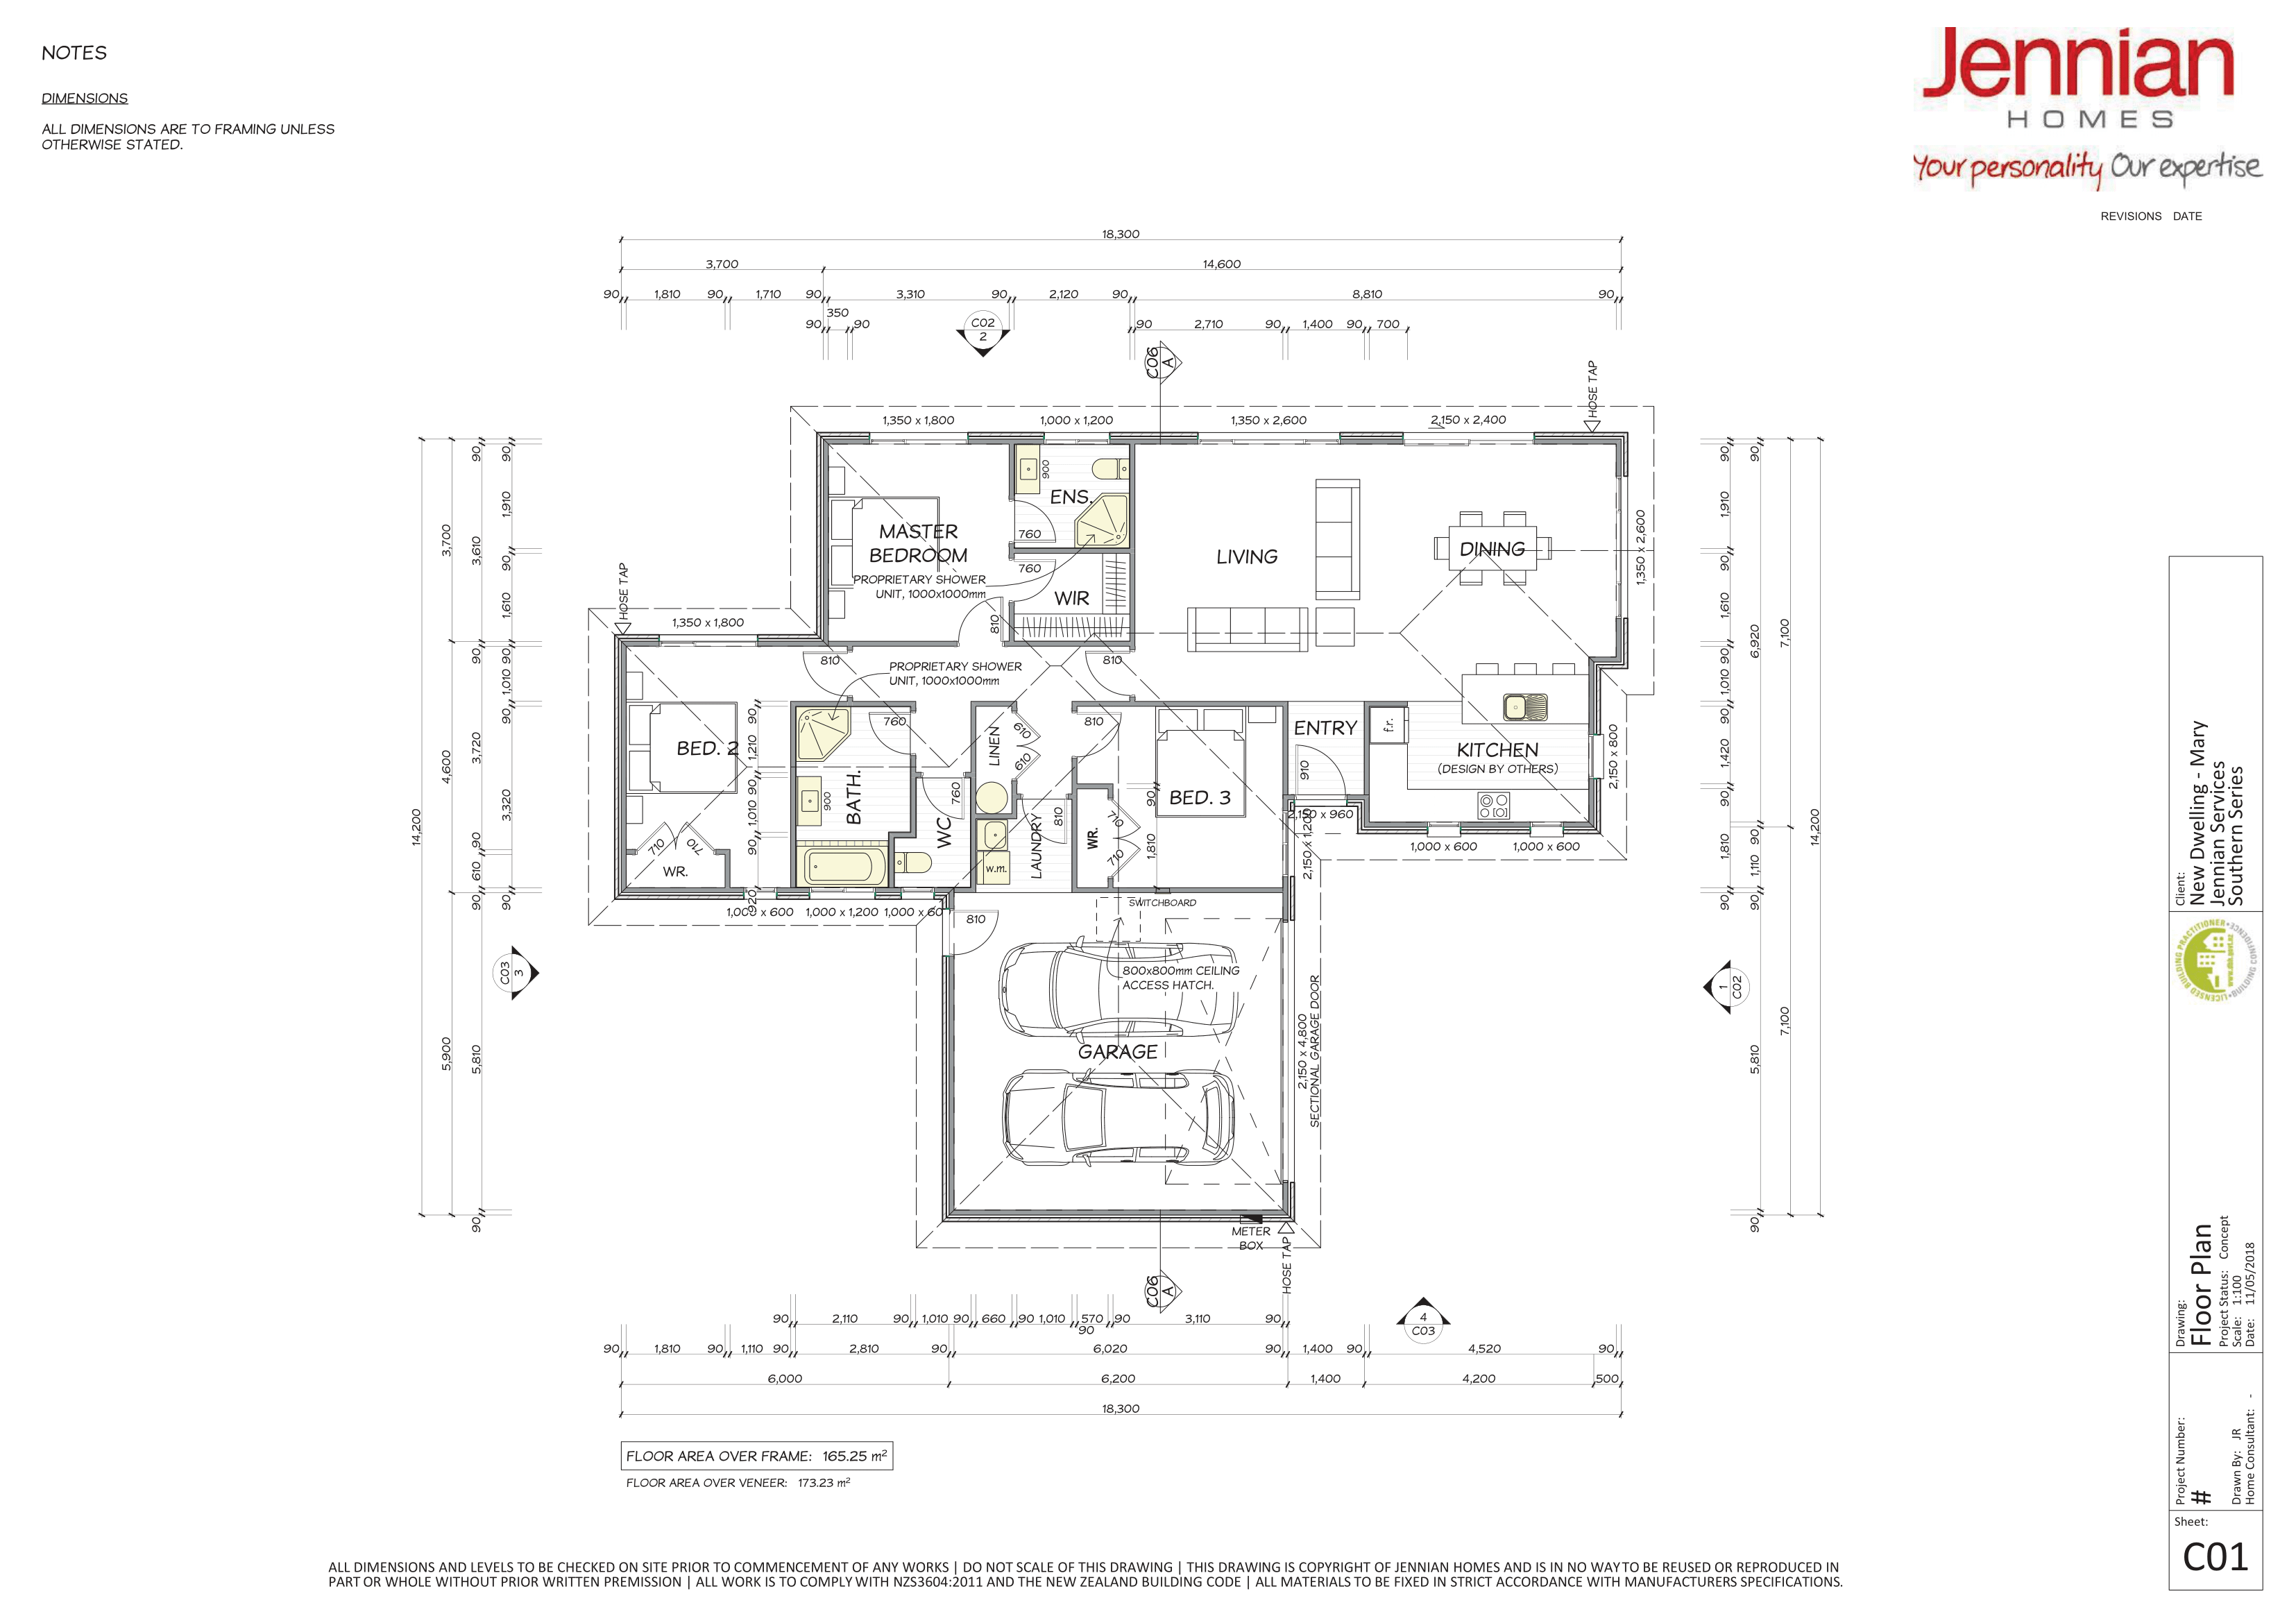 NOTES
DIMENSIONS
ALL DIMENSIONS ARE TO FRAMING UNLESS
OTHERWISE STATED.
Jennian
HOMES
Your personality Our expertise
REVISIONS DATE
18,300
3,700 14,600
90 1,810 90 1,710 90 3,310 90 2,120 90 8,810 90
350
90 90 90 2,710 90 1,400 90 700
C02
2
C06
A
HOSE TAP
1,350 x 1,800 1,000 x 1,200 1,350 x 2,600 2,150 x 2,400
900
ENS.
760
MASTER
BEDROOM
LIVING
DINING
1,350 x 2,600
760
PROPRIETARY SHOWER
UNIT, 1000x1000mm
WIR
810
HOSE TAP
1,350 x 1,800
810
PROPRIETARY SHOWER
UNIT, 1000x1000mm
810
760
810
LINEN
610
610
ENTRY
f.r.
KITCHEN
(DESIGN BY OTHERS)
2,150 x 800
BED. 2
90 1,210 90 1,010 90
920
900
BATH.
760
WC
910
BED. 3
90
1,810
810
LAUNDRY
w.m.
WR.
710
710
2,150 x 960
2,150 x 1,200
1,000 x 600 1,000 x 600
710 710
WR.
1,000 x 600 1,000 x 1,200 1,000 x 60
810
SWITCHBOARD
800x800mm CEILING
ACCESS HATCH.
GARAGE
2,150 x 4,800
SECTIONAL GARAGE DOOR
METER
BOX
HOSE TAP
C06
A
14,200
3,700 4,600 5,900
90 3,610 90 3,720 90 610 90 5,810 90
90 1,910 90 1,610 90 1,010 90 3,320 90
C03
3
90 1,910 90 1,610 90 1,010 90 1,420 90 1,810 90
90 6,920 90 1,110 90 5,810 90
7,100 7,100
14,200
1
C02
4
C03
90 2,110 90 1,010 90 660 90 1,010 570 90 3,110 90
90
90 1,810 90 1,110 90 2,810 90 6,020 90 1,400 90 4,520 90
6,000 6,200 1,400 4,200 500
18,300
FLOOR AREA OVER FRAME: 165.25 m²
FLOOR AREA OVER VENEER: 173.23 m²
ALL DIMENSIONS AND LEVELS TO BE CHECKED ON SITE PRIOR TO COMMENCEMENT OF ANY WORKS | DO NOT SCALE OF THIS DRAWING | THIS DRAWING IS COPYRIGHT OF JENNIAN HOMES AND IS IN NO WAY TO BE REUSED OR REPRODUCED IN
PART OR WHOLE WITHOUT PRIOR WRITTEN PREMISSION | ALL WORK IS TO COMPLY WITH NZS3604:2011 AND THE NEW ZEALAND BUILDING CODE | ALL MATERIALS TO BE FIXED IN STRICT ACCORDANCE WITH MANUFACTURERS SPECIFICATIONS.
Client:
New Dwelling - Mary
Jennian Services
Southern Series
LICENSED BUILDING PRACTITIONER
BUILDING CONFIDENCE
www.dbh.govt.nz
Drawing:
Floor Plan
Project Status: Concept
Scale: 1:100
Date: 11/05/2018
Project Number:
#
Drawn By: JR
Home Consultant: -
Sheet:
C01